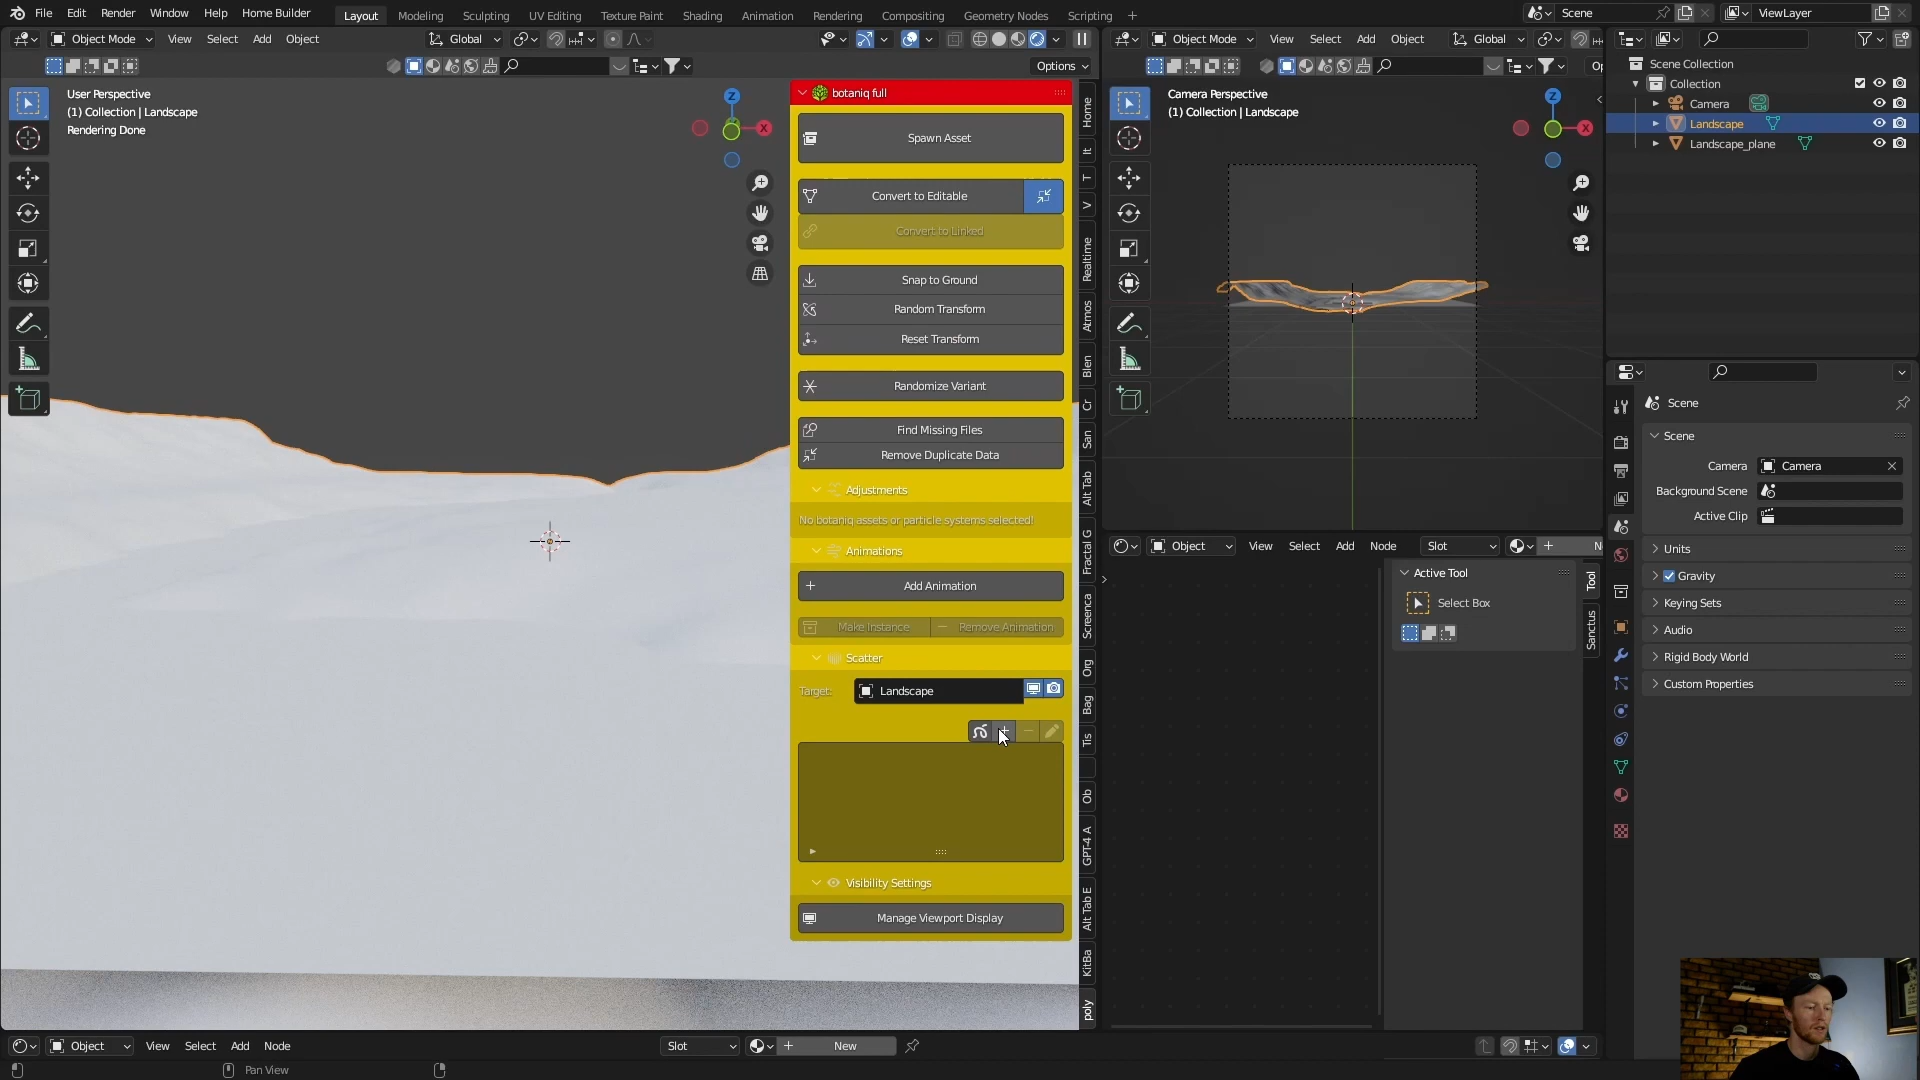 File Edit Render Window Help Home Builder Layout Modeling Sculpting UV Editing Texture Paint Shading Animation Rendering Compositing Geometry Nodes Scripting + Scene ViewLayer
Object Mode View Select Add Object Global
Object Mode View Select Add Object Global
Options
Op
User Perspective
(1) Collection | Landscape
Rendering Done
Z
X
botaniq full
Spawn Asset
Convert to Editable
Convert to Linked
Snap to Ground
Random Transform
Reset Transform
Randomize Variant
Find Missing Files
Remove Duplicate Data
Adjustments
No botaniq assets or particle systems selected!
Animations
Add Animation
Make Instance Remove Animation
Scatter
Target: Landscape
Visibility Settings
Manage Viewport Display
Home
It
T
V
Realtime
Atmos
Blen
Cr
San
Alt Tab
Fractal G
Screenca
Org
Bag
Tis
Ob
GPT-4 A
Alt Tab E
KitBa
poly
Camera Perspective
(1) Collection | Landscape
Z
X
Object View Select Add Node Slot N
Active Tool
Select Box
Tool
Sanctus
Scene Collection
Collection
Camera
Landscape
Landscape_plane
Scene
Scene
Camera Camera
Background Scene
Active Clip
Units
Gravity
Keying Sets
Audio
Rigid Body World
Custom Properties
Object View Select Add Node Slot New
Pan View